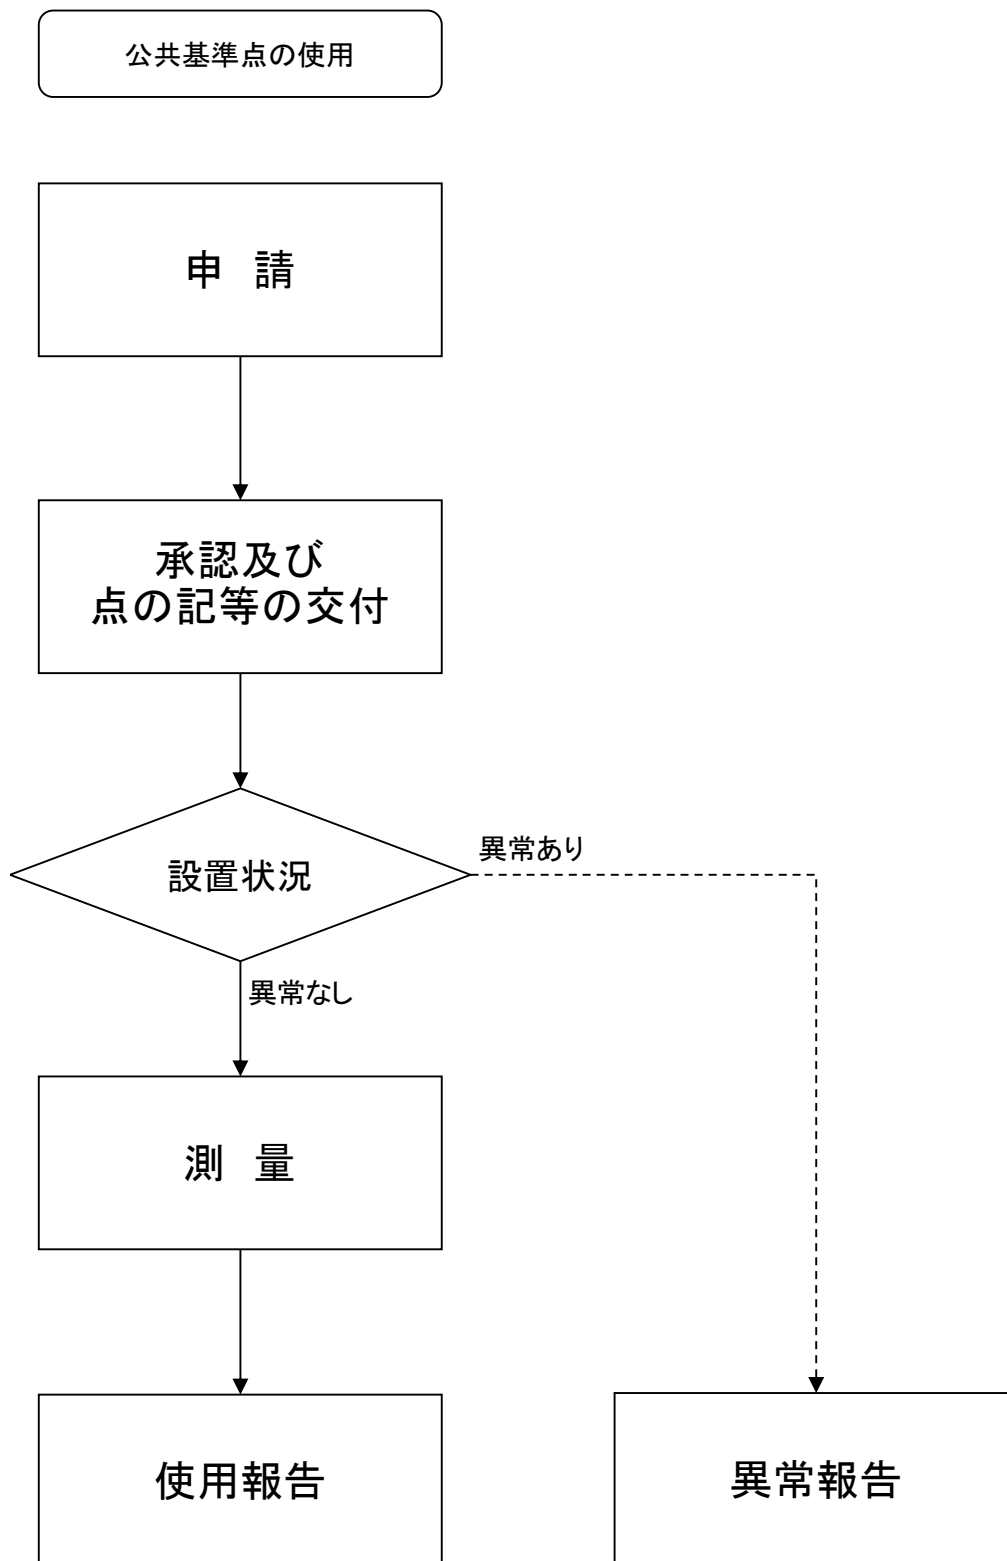 公共基準点の使用
申　請
承認及び
点の記等の交付
設置状況
異常あり
異常なし
測　量
使用報告
異常報告